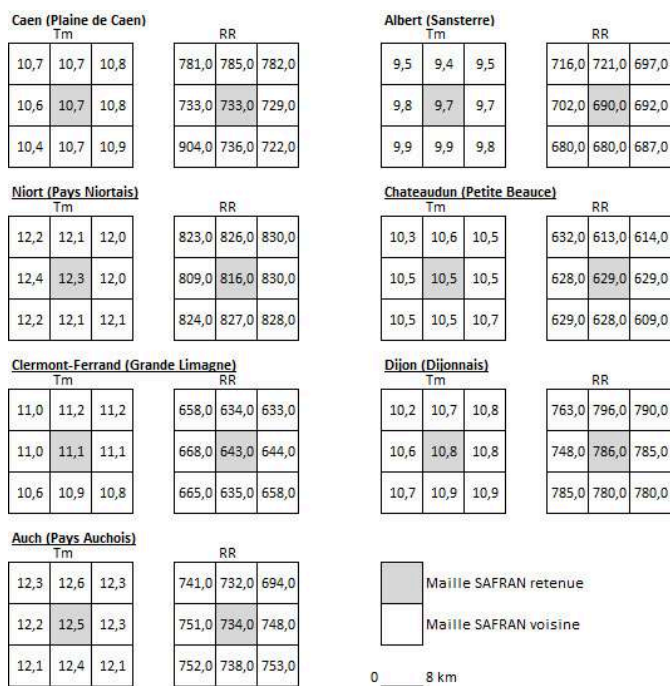 Caen (Plaine de Caen)
Tm RR
10,7 10,7 10,8 781,0 785,0 782,0
10,6 10,7 10,8 733,0 733,0 729,0
10,4 10,7 10,9 904,0 736,0 722,0
Albert (Sansterre)
Tm RR
9,5 9,4 9,5 716,0 721,0 697,0
9,8 9,7 9,7 702,0 690,0 692,0
9,9 9,9 9,8 680,0 680,0 687,0
Niort (Pays Niortais)
Tm RR
12,2 12,1 12,0 823,0 826,0 830,0
12,4 12,3 12,0 809,0 816,0 830,0
12,2 12,1 12,1 824,0 827,0 828,0
Chateaudun (Petite Beauce)
Tm RR
10,3 10,6 10,5 632,0 613,0 614,0
10,5 10,5 10,5 628,0 629,0 629,0
10,5 10,5 10,7 629,0 628,0 609,0
Clermont-Ferrand (Grande Limagne)
Tm RR
11,0 11,2 11,2 658,0 634,0 633,0
11,0 11,1 11,1 668,0 643,0 644,0
10,6 10,9 10,8 665,0 635,0 658,0
Dijon (Dijonnais)
Tm RR
10,2 10,7 10,8 763,0 796,0 790,0
10,6 10,8 10,8 748,0 786,0 785,0
10,7 10,9 10,9 785,0 780,0 780,0
Auch (Pays Auchois)
Tm RR
12,3 12,6 12,3 741,0 732,0 694,0
12,2 12,5 12,3 751,0 734,0 748,0
12,1 12,4 12,1 752,0 738,0 753,0
Maille SAFRAN retenue
Maille SAFRAN voisine
0 8 km